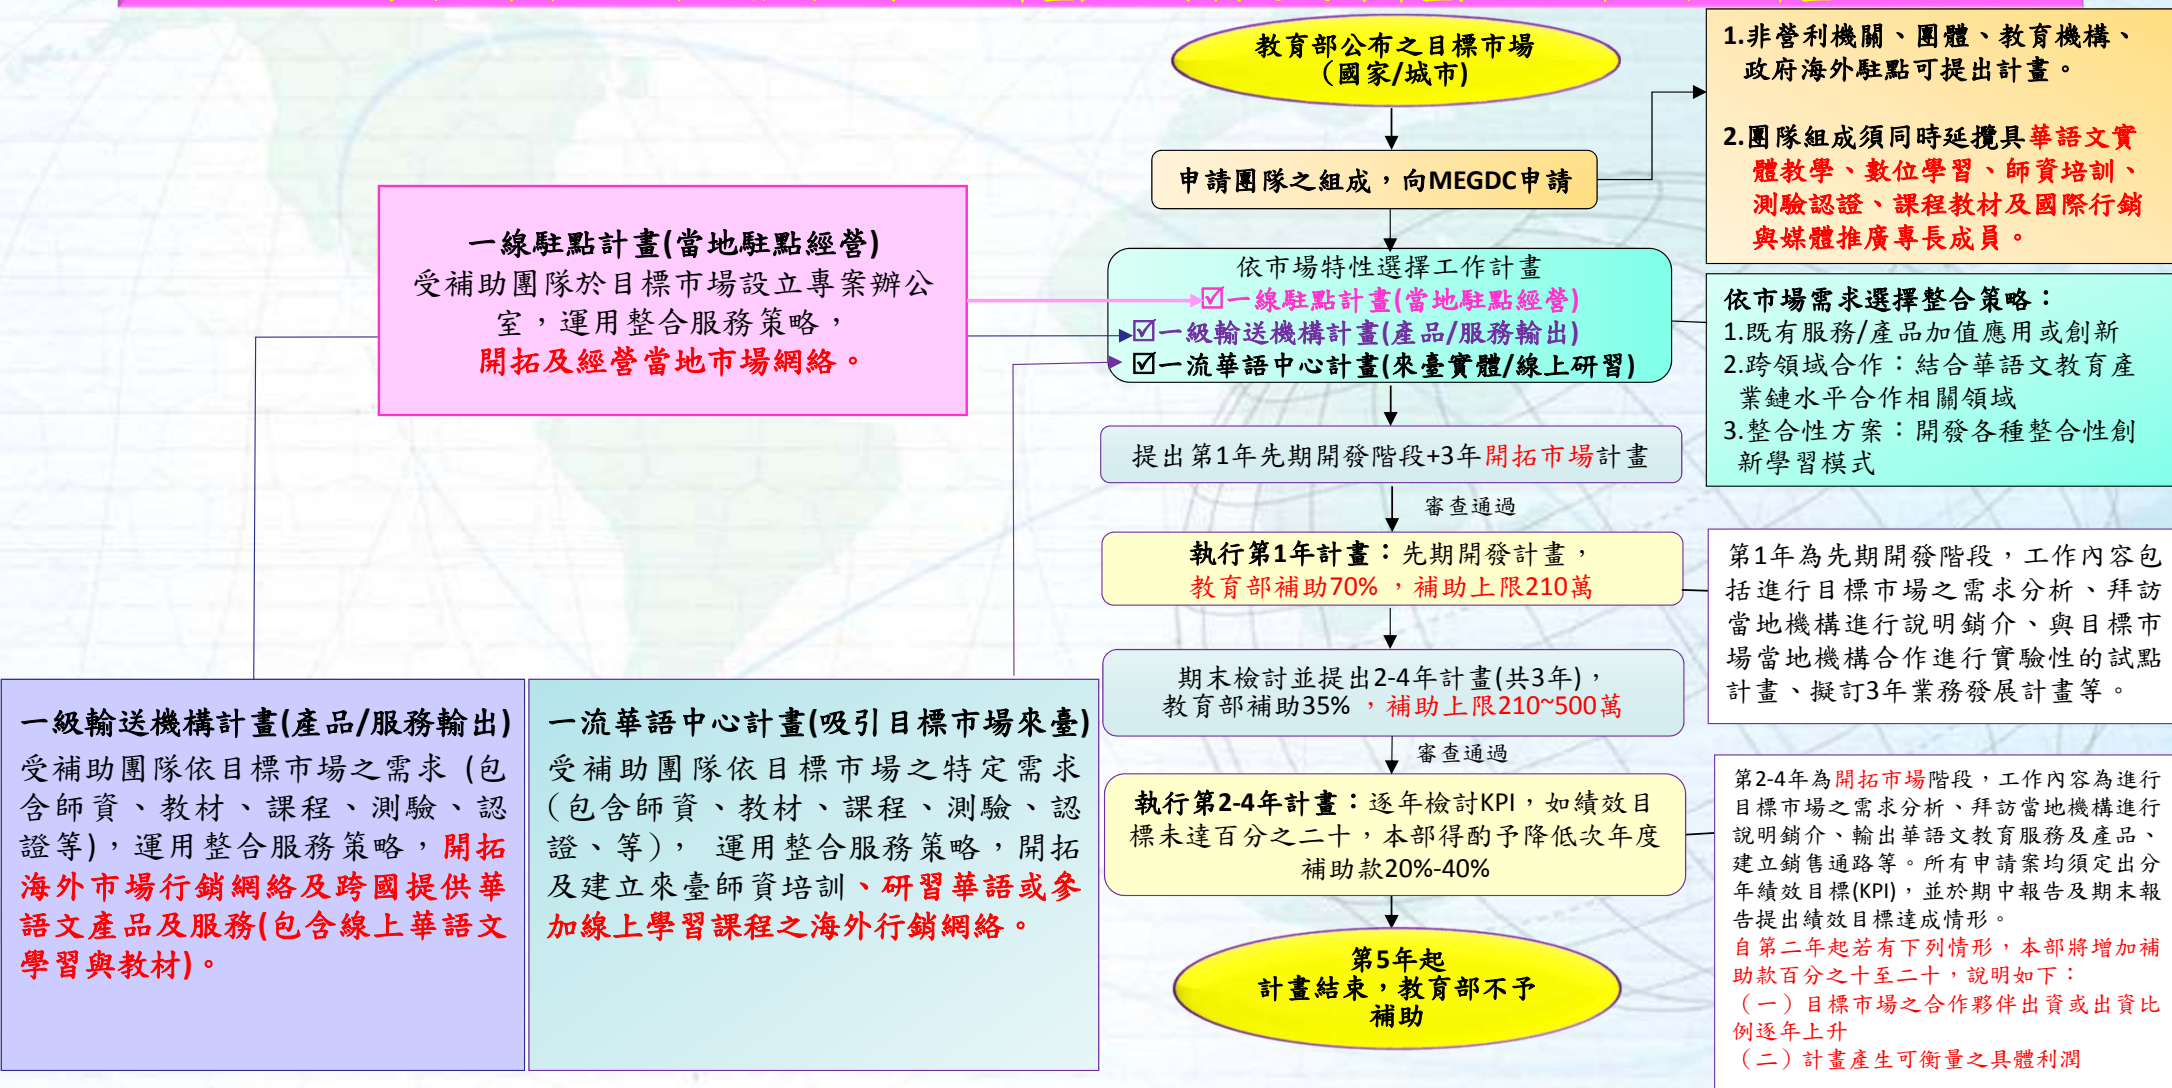 教育部公布之目標市場
（國家/城市)
申請團隊之組成，向MEGDC申請
1.非營利機關、團體、教育機構、
政府海外駐點可提出計畫。
2.團隊組成須同時延攬具華語文實
體教學、數位學習、師資培訓、
測驗認證、課程教材及國際行銷
與媒體推廣專長成員。
一線駐點計畫(當地駐點經營)
受補助團隊於目標市場設立專案辦公
室，運用整合服務策略，
開拓及經營當地市場網絡。
依市場特性選擇工作計畫
☑一線駐點計畫(當地駐點經營)
☑一級輸送機構計畫(產品/服務輸出)
☑一流華語中心計畫(來臺實體/線上研習)
依市場需求選擇整合策略：
1.既有服務/產品加值應用或創新
2.跨領域合作：結合華語文教育產
業鏈水平合作相關領域
3.整合性方案：開發各種整合性創
新學習模式
提出第1年先期開發階段+3年開拓市場計畫
審查通過
執行第1年計畫：先期開發計畫，
教育部補助70% ，補助上限210萬
第1年為先期開發階段，工作內容包
括進行目標市場之需求分析、拜訪
當地機構進行說明銷介、與目標市
場當地機構合作進行實驗性的試點
計畫、擬訂3年業務發展計畫等。
期末檢討並提出2-4年計畫(共3年)，
教育部補助35% ，補助上限210~500萬
審查通過
執行第2-4年計畫：逐年檢討KPI，如績效目
標未達百分之二十，本部得酌予降低次年度
補助款20%-40%
第2-4年為開拓市場階段，工作內容為進行
目標市場之需求分析、拜訪當地機構進行
說明銷介、輸出華語文教育服務及產品、
建立銷售通路等。所有申請案均須定出分
年績效目標(KPI)，並於期中報告及期末報
告提出績效目標達成情形。
自第二年起若有下列情形，本部將增加補
助款百分之十至二十，說明如下：
（一）目標市場之合作夥伴出資或出資比
例逐年上升
（二）計畫產生可衡量之具體利潤
第5年起
計畫結束，教育部不予
補助
一級輸送機構計畫(產品/服務輸出)
受補助團隊依目標市場之需求 (包
含師資、教材、課程、測驗、認
證等)，運用整合服務策略，開拓
海外市場行銷網絡及跨國提供華
語文產品及服務(包含線上華語文
學習與教材)。
一流華語中心計畫(吸引目標市場來臺)
受補助團隊依目標市場之特定需求
（包含師資、教材、課程、測驗、認
證、等）， 運用整合服務策略，開拓
及建立來臺師資培訓、研習華語或參
加線上學習課程之海外行銷網絡。